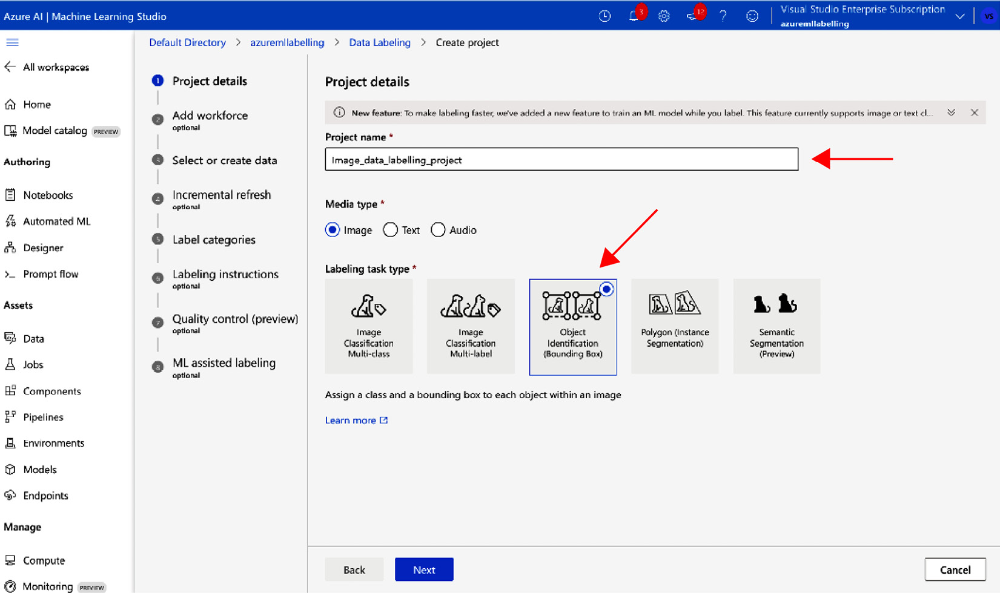 Azure AI | Machine Learning Studio
3
12
?
Visual Studio Enterprise Subscription
azuremllabelling
VS
Default Directory > azuremllabelling > Data Labeling > Create project
All workspaces
Home
Model catalog PREVIEW
Authoring
Notebooks
Automated ML
Designer
Prompt flow
Assets
Data
Jobs
Components
Pipelines
Environments
Models
Endpoints
Manage
Compute
Monitoring PREVIEW
1 Project details
2 Add workforce
optional
3 Select or create data
4 Incremental refresh
optional
5 Label categories
6 Labeling instructions
optional
7 Quality control (preview)
optional
8 ML assisted labeling
optional
Project details
New feature: To make labeling faster, we've added a new feature to train an ML model while you label. This feature currently supports image or text cl...
Project name *
Image_data_labelling_project
Media type *
Image Text Audio
Labeling task type *
Image
Classification
Multi-class
Image
Classification
Multi-label
Object
Identification
(Bounding Box)
Polygon (Instance
Segmentation)
Semantic
Segmentation
(Preview)
Assign a class and a bounding box to each object within an image
Learn more
Back
Next
Cancel